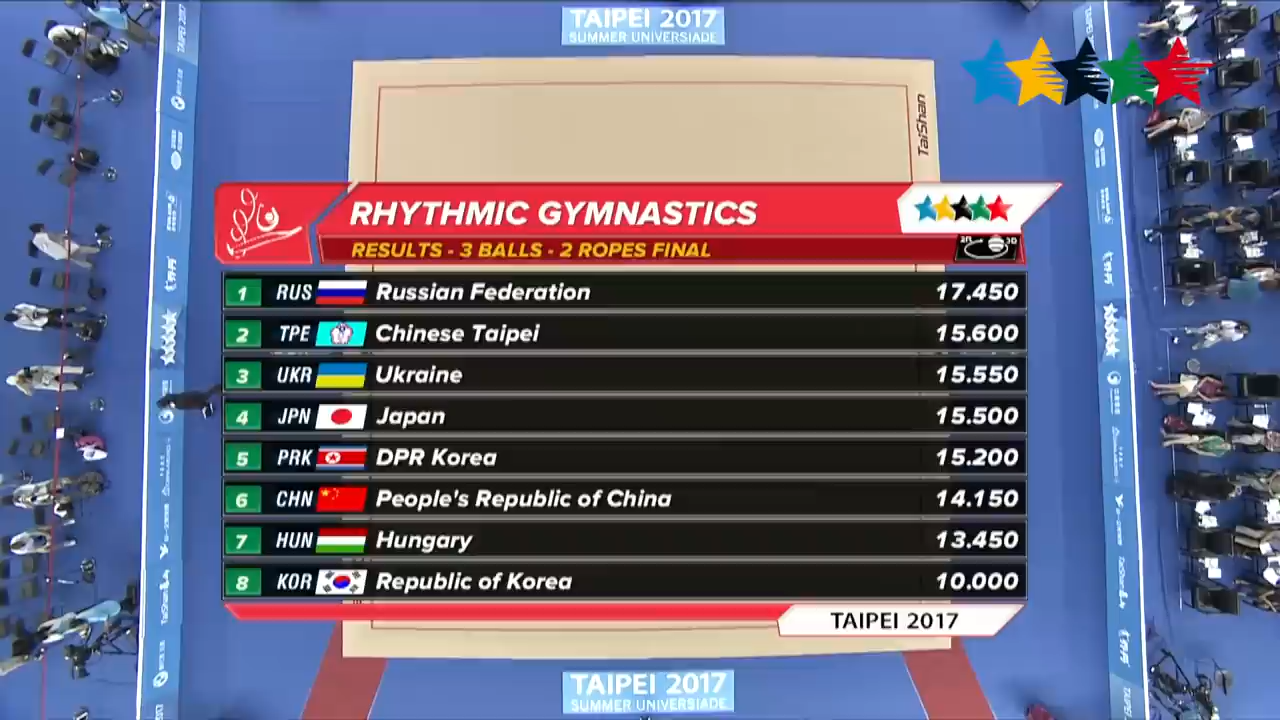 TAIPEI 2017
SUMMER UNIVERSIADE
TaiShan
RHYTHMIC GYMNASTICS
RESULTS - 3 BALLS - 2 ROPES FINAL
1 RUS Russian Federation 17.450
2 TPE Chinese Taipei 15.600
3 UKR Ukraine 15.550
4 JPN Japan 15.500
5 PRK DPR Korea 15.200
6 CHN People's Republic of China 14.150
7 HUN Hungary 13.450
8 KOR Republic of Korea 10.000
TAIPEI 2017
TAIPEI 2017
SUMMER UNIVERSIADE